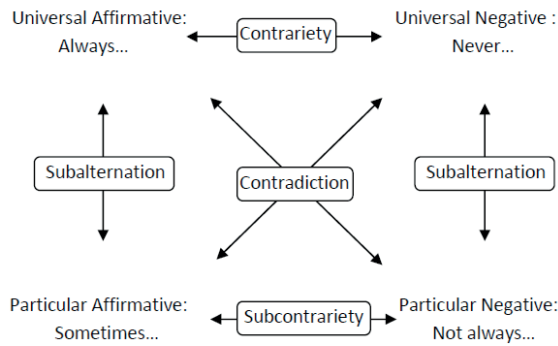 Universal Affirmative:
Always...
Contrariety
Universal Negative :
Never...
Subalternation
Contradiction
Subalternation
Particular Affirmative:
Sometimes...
Subcontrariety
Particular Negative:
Not always...